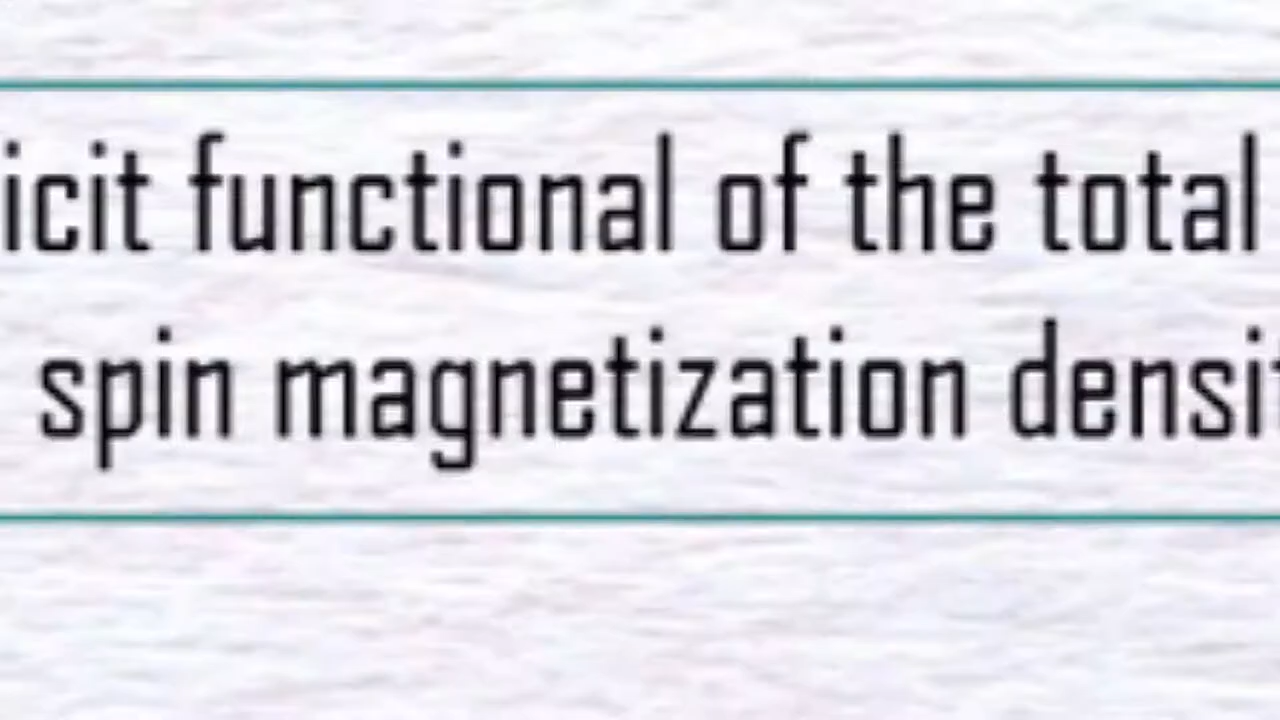 icit functional of the total
spin magnetization densit